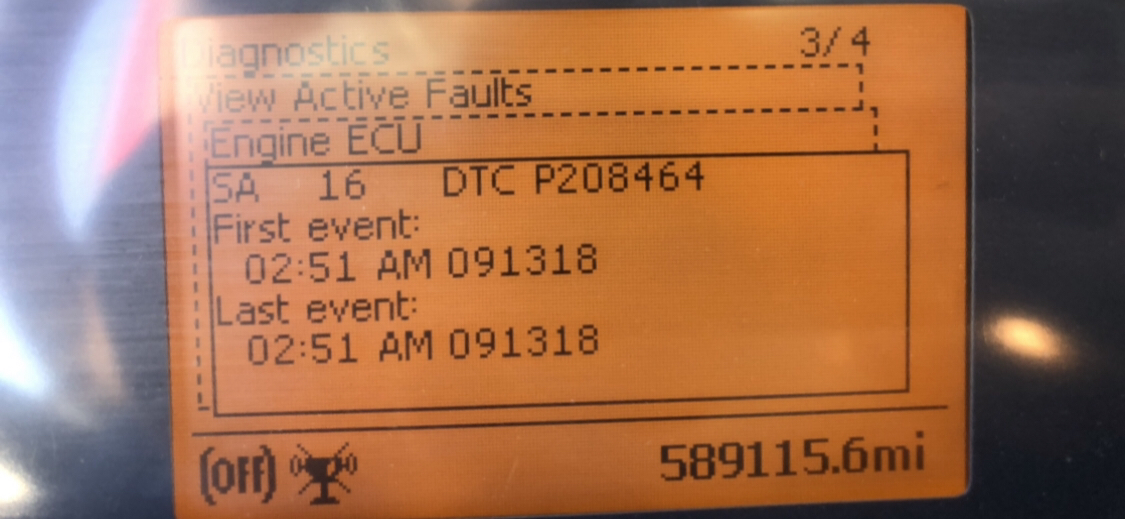 Diagnostics 3/4
View Active Faults
Engine ECU
SA 16 DTC P208464
First event:
02:51 AM 091318
Last event:
02:51 AM 091318
(OFF) 589115.6mi